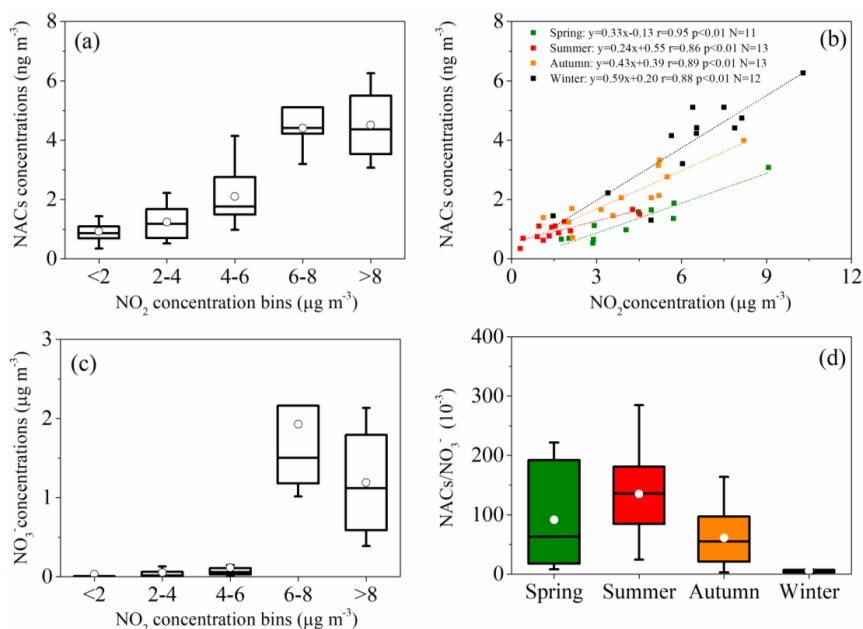 (a)
NACs concentrations (ng m⁻³)
8
6
4
2
0
<2 2-4 4-6 6-8 >8
NO₂ concentration bins (µg m⁻³)
(b)
Spring: y=0.33x-0.13 r=0.95 p<0.01 N=11
Summer: y=0.24x+0.55 r=0.86 p<0.01 N=13
Autumn: y=0.43x+0.39 r=0.89 p<0.01 N=13
Winter: y=0.59x+0.20 r=0.88 p<0.01 N=12
NACs concentrations (ng m⁻³)
8
6
4
2
0
0 3 6 9 12
NO₂concentration (µg m⁻³)
(c)
NO₃⁻concentrations (µg m⁻³)
3
2
1
0
<2 2-4 4-6 6-8 >8
NO₂ concentration bins (µg m⁻³)
(d)
NACs/NO₃⁻ (10⁻³)
400
300
200
100
0
Spring Summer Autumn Winter